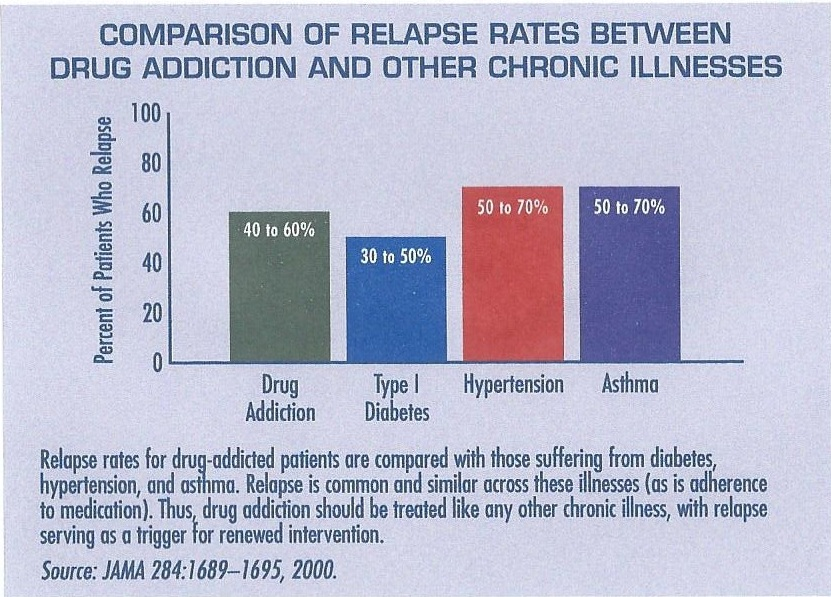 COMPARISON OF RELAPSE RATES BETWEEN
DRUG ADDICTION AND OTHER CHRONIC ILLNESSES
Percent of Patients Who Relapse
100
80
60
40
20
0
40 to 60%
30 to 50%
50 to 70%
50 to 70%
Drug
Addiction
Type I
Diabetes
Hypertension
Asthma
Relapse rates for drug-addicted patients are compared with those suffering from diabetes,
hypertension, and asthma. Relapse is common and similar across these illnesses (as is adherence
to medication). Thus, drug addiction should be treated like any other chronic illness, with relapse
serving as a trigger for renewed intervention.
Source: JAMA 284:1689–1695, 2000.